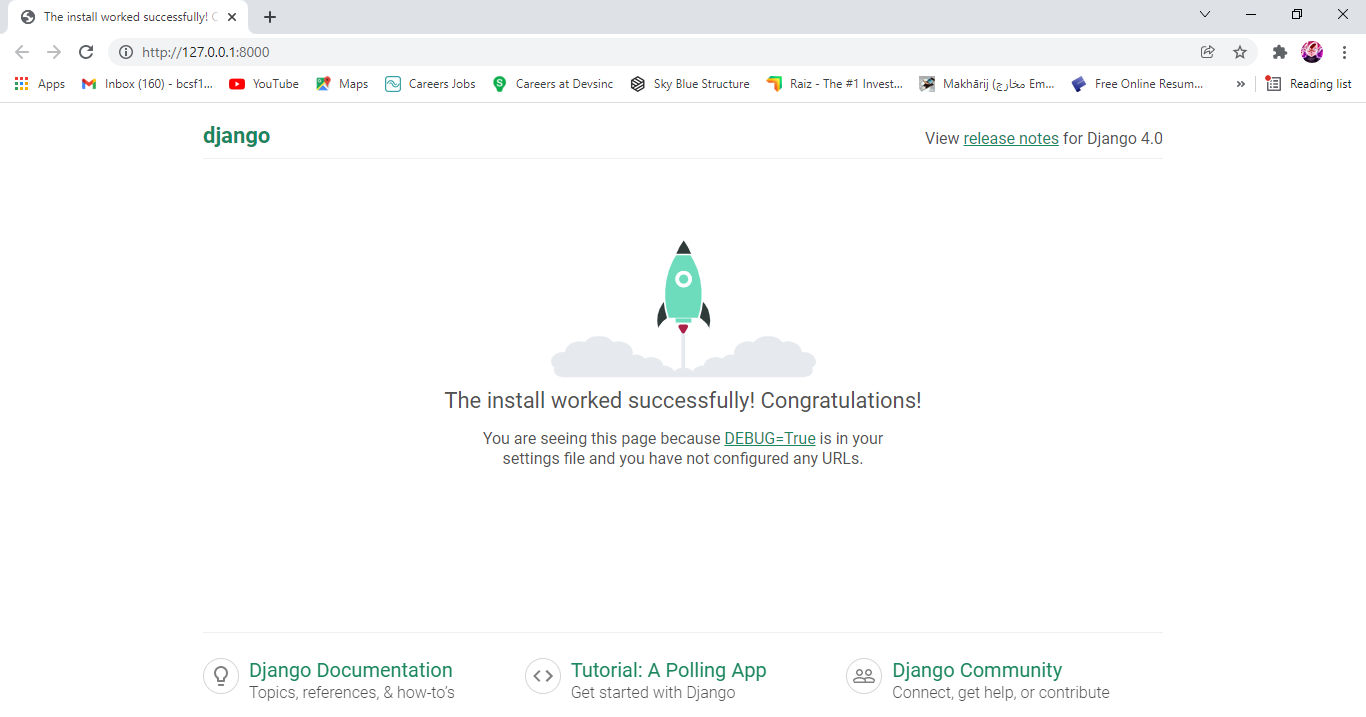 The install worked successfully! C
http://127.0.0.1:8000
Apps Inbox (160) - bcsf1... YouTube Maps Careers Jobs Careers at Devsinc Sky Blue Structure Raiz - The #1 Invest... Makhārij (مخارج) Em... Free Online Resum... » Reading list
django View release notes for Django 4.0
The install worked successfully! Congratulations!
You are seeing this page because DEBUG=True is in your
settings file and you have not configured any URLs.
Django Documentation Tutorial: A Polling App Django Community
Topics, references, & how-to’s Get started with Django Connect, get help, or contribute